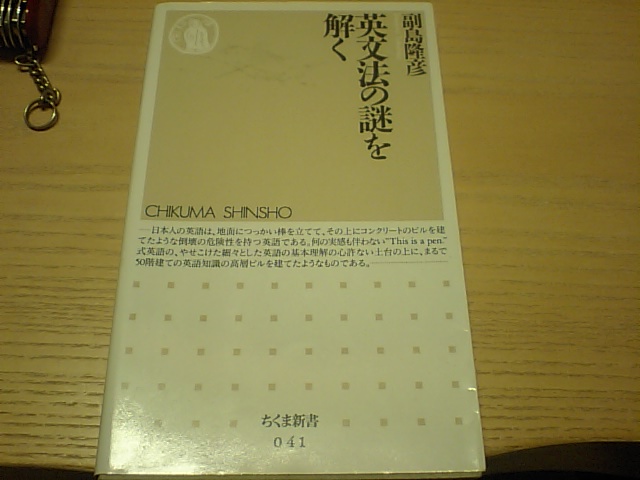 副島隆彦
英文法の謎を
解く
CHIKUMA SHINSHO
―日本人の英語は、地面につっかい棒を立てて、その上にコンクリートのビルを建
てたような倒壊の危険性を持つ英語である。何の実感も伴わない“This is a pen.”
式英語の、やせこけた細々とした英語の基本理解の心許ない土台の上に、まるで
50階建ての英語知識の高層ビルを建てたようなものである。―
ちくま新書
041